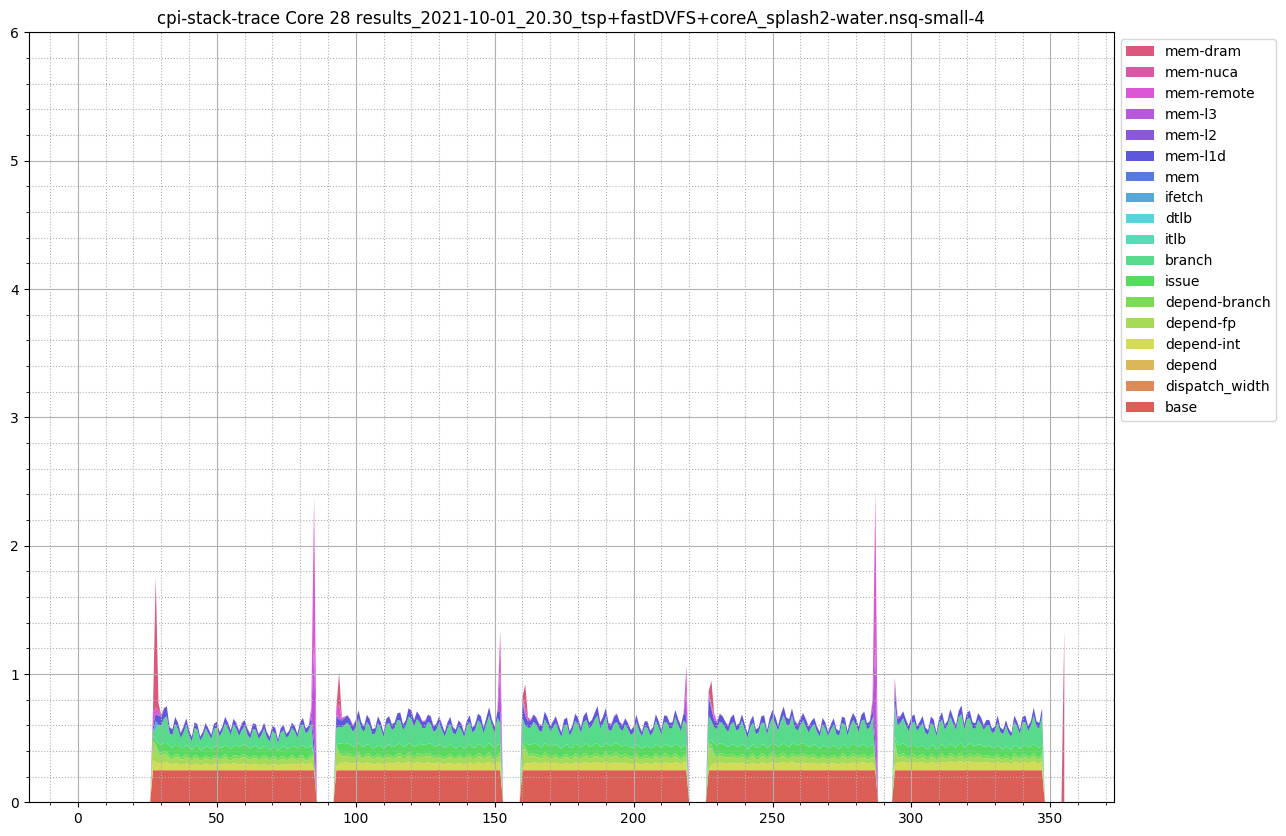 cpi-stack-trace Core 28 results_2021-10-01_20.30_tsp+fastDVFS+coreA_splash2-water.nsq-small-4
6
5
4
3
2
1
0
0 50 100 150 200 250 300 350
mem-dram
mem-nuca
mem-remote
mem-l3
mem-l2
mem-l1d
mem
ifetch
dtlb
itlb
branch
issue
depend-branch
depend-fp
depend-int
depend
dispatch_width
base